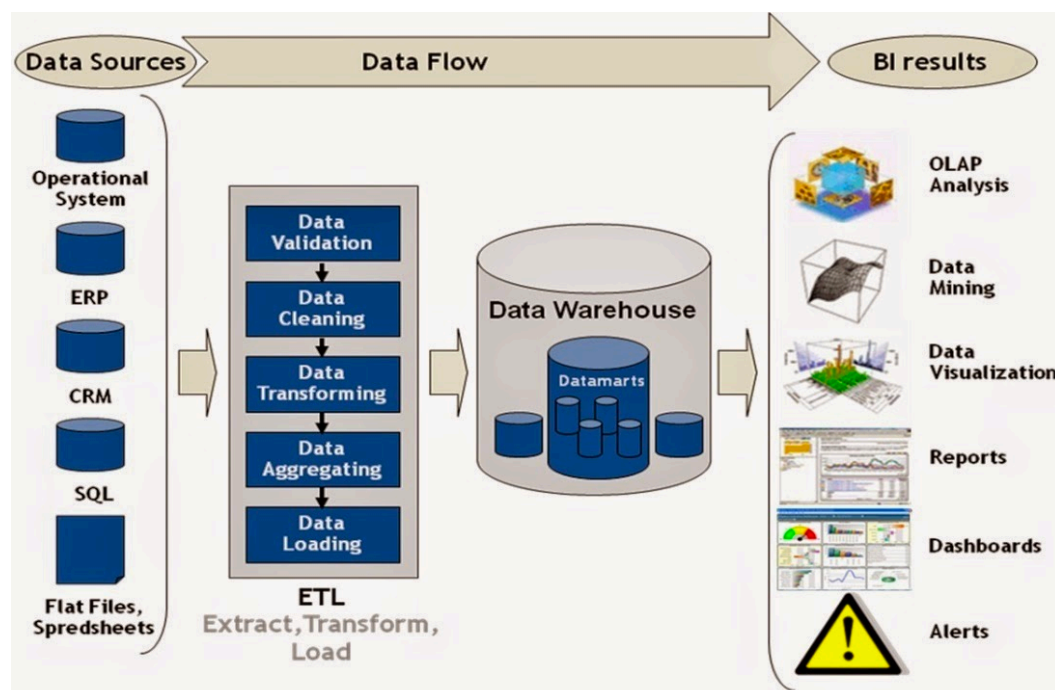 Data Sources
Data Flow
BI results
Operational
System
ERP
CRM
SQL
Flat Files,
Spredsheets
Data
Validation
Data
Cleaning
Data
Transforming
Data
Aggregating
Data
Loading
ETL
Extract,Transform,
Load
Data Warehouse
Datamarts
OLAP
Analysis
Data
Mining
Data
Visualization
Reports
Dashboards
Alerts